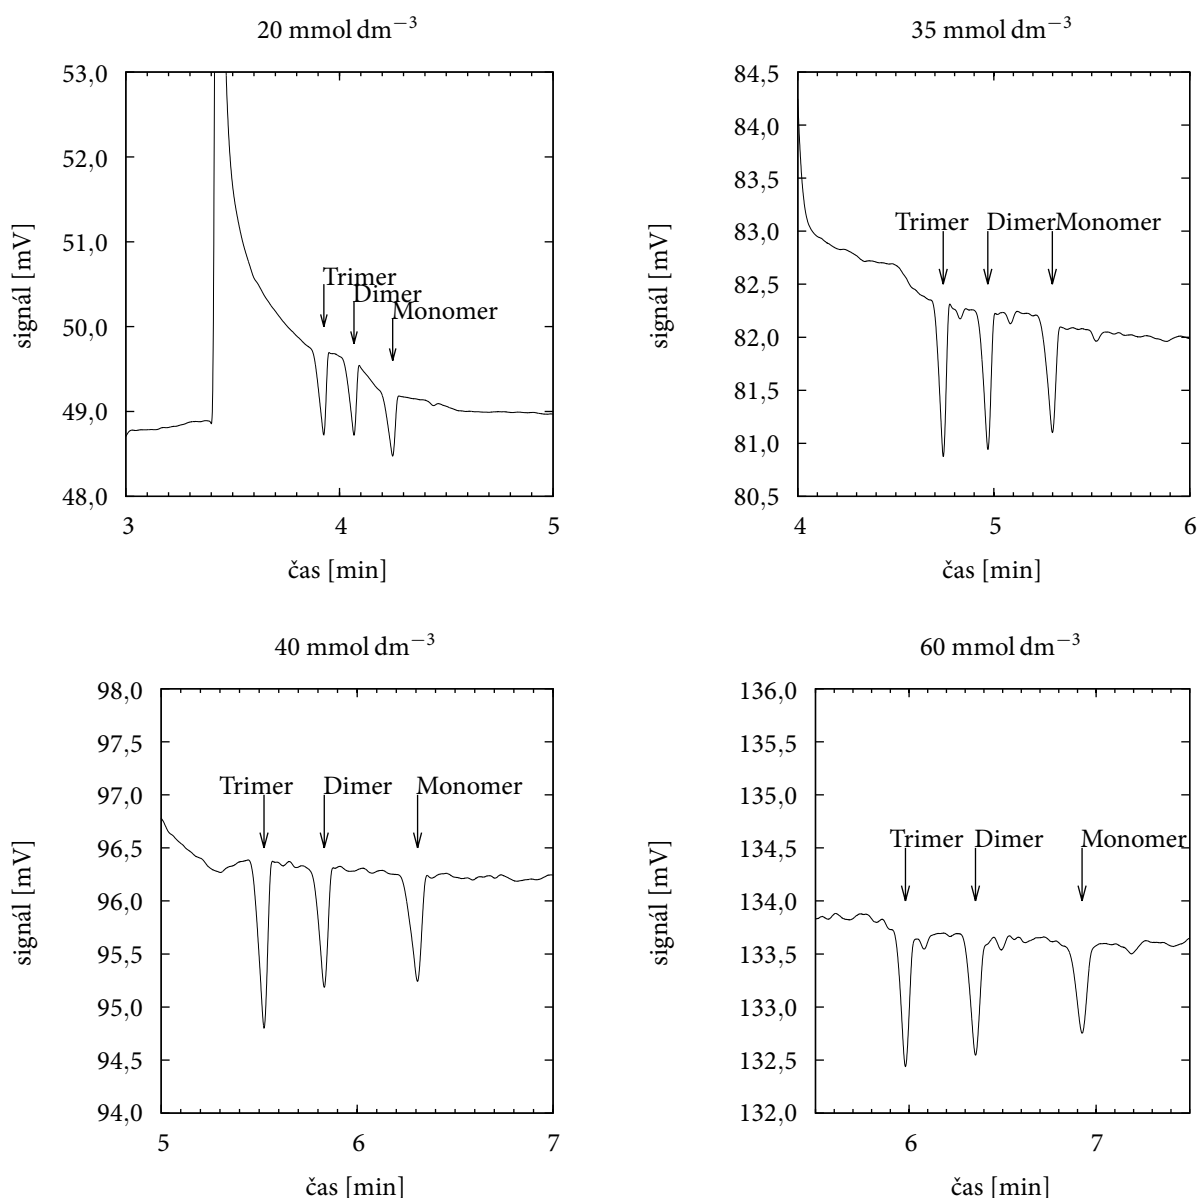 20 mmol dm−3
53,0
52,0
51,0
50,0
49,0
48,0
signál [mV]
Trimer
Dimer
Monomer
3 4 5
čas [min]
35 mmol dm−3
84,5
84,0
83,5
83,0
82,5
82,0
81,5
81,0
80,5
signál [mV]
Trimer Dimer Monomer
4 5 6
čas [min]
40 mmol dm−3
98,0
97,5
97,0
96,5
96,0
95,5
95,0
94,5
94,0
signál [mV]
Trimer Dimer Monomer
5 6 7
čas [min]
60 mmol dm−3
136,0
135,5
135,0
134,5
134,0
133,5
133,0
132,5
132,0
signál [mV]
Trimer Dimer Monomer
6 7
čas [min]